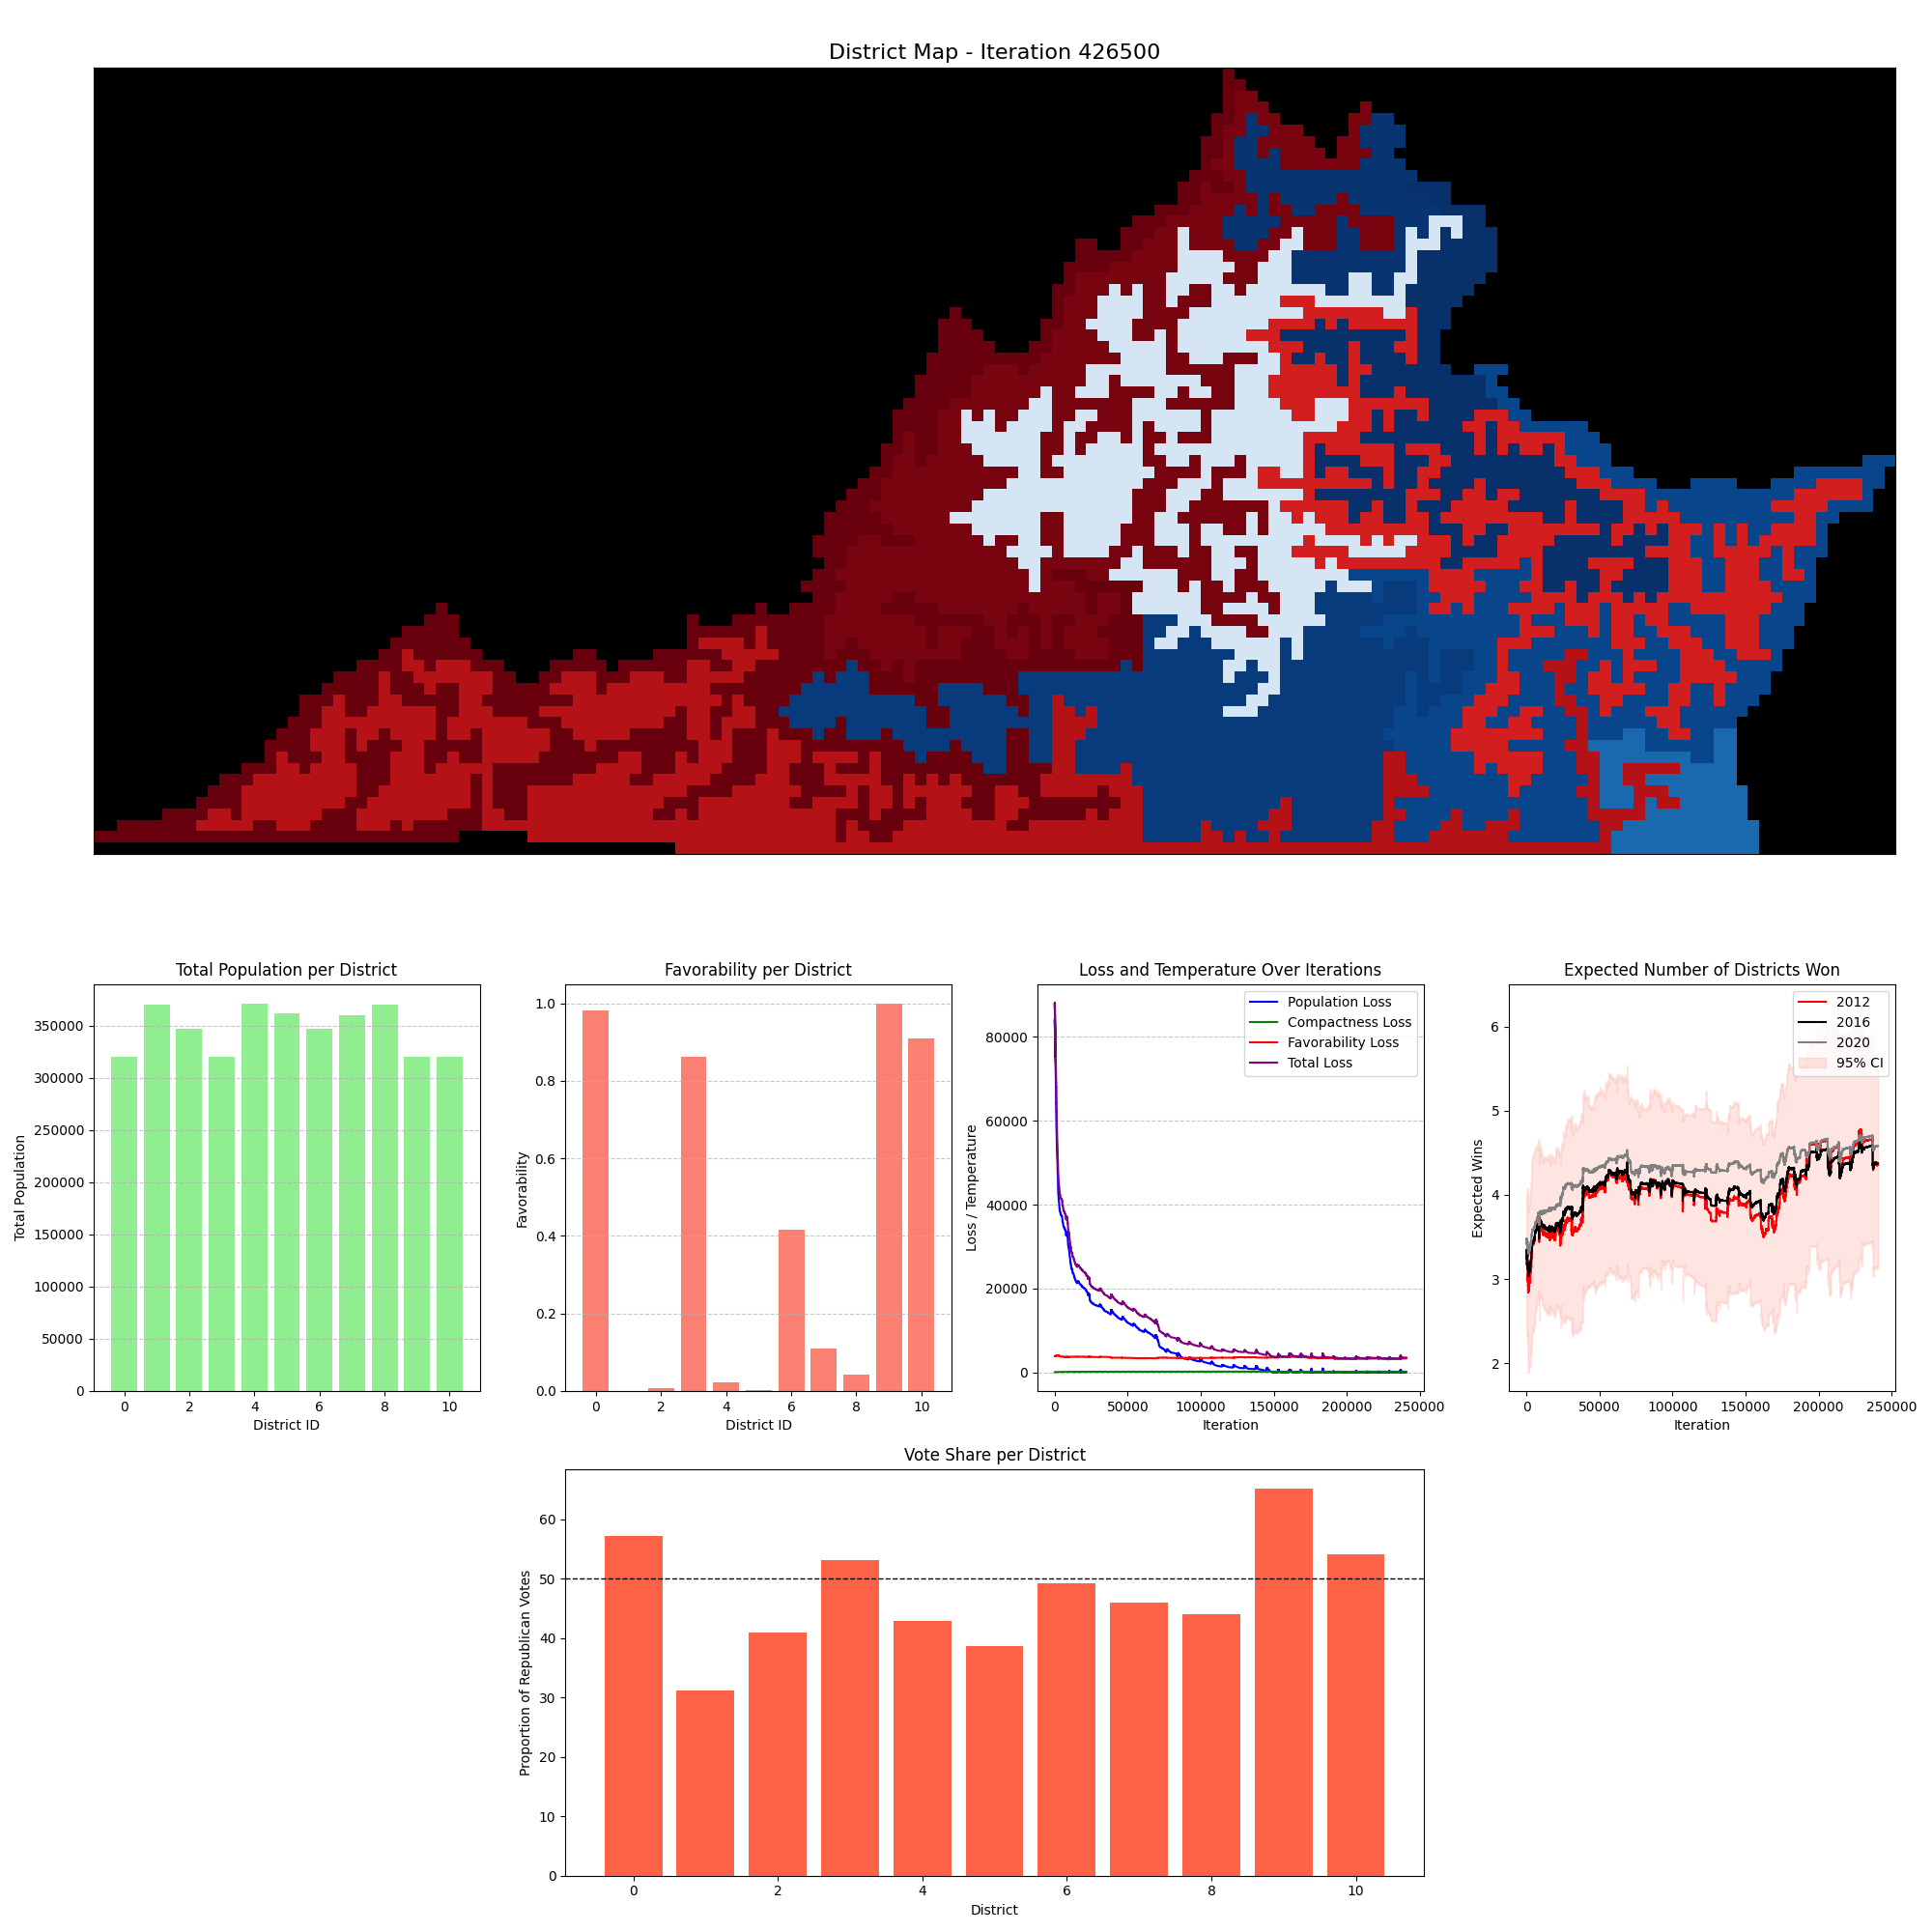 District Map - Iteration 426500
Total Population per District
Total Population
350000
300000
250000
200000
150000
100000
50000
0
0 2 4 6 8 10
District ID
Favorability per District
Favorability
1.0
0.8
0.6
0.4
0.2
0.0
0 2 4 6 8 10
District ID
Loss and Temperature Over Iterations
Loss / Temperature
80000
60000
40000
20000
0
Population Loss
Compactness Loss
Favorability Loss
Total Loss
0 50000 100000 150000 200000 250000
Iteration
Expected Number of Districts Won
Expected Wins
6
5
4
3
2
2012
2016
2020
95% CI
0 50000 100000 150000 200000 250000
Iteration
Vote Share per District
Proportion of Republican Votes
60
50
40
30
20
10
0
0 2 4 6 8 10
District